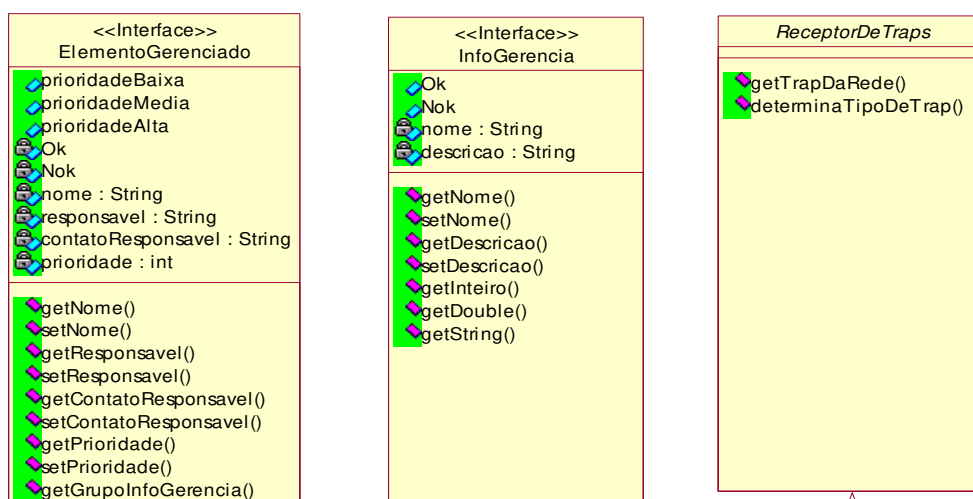 <<Interface>>
ElementoGerenciado
prioridadeBaixa
prioridadeMedia
prioridadeAlta
Ok
Nok
nome : String
responsavel : String
contatoResponsavel : String
prioridade : int
getNome()
setNome()
getResponsavel()
setResponsavel()
getContatoResponsavel()
setContatoResponsavel()
getPrioridade()
setPrioridade()
getGrupoInfoGerencia()
<<Interface>>
InfoGerencia
Ok
Nok
nome : String
descricao : String
getNome()
setNome()
getDescricao()
setDescricao()
getInteiro()
getDouble()
getString()
ReceptorDeTraps
getTrapDaRede()
determinaTipoDeTrap()